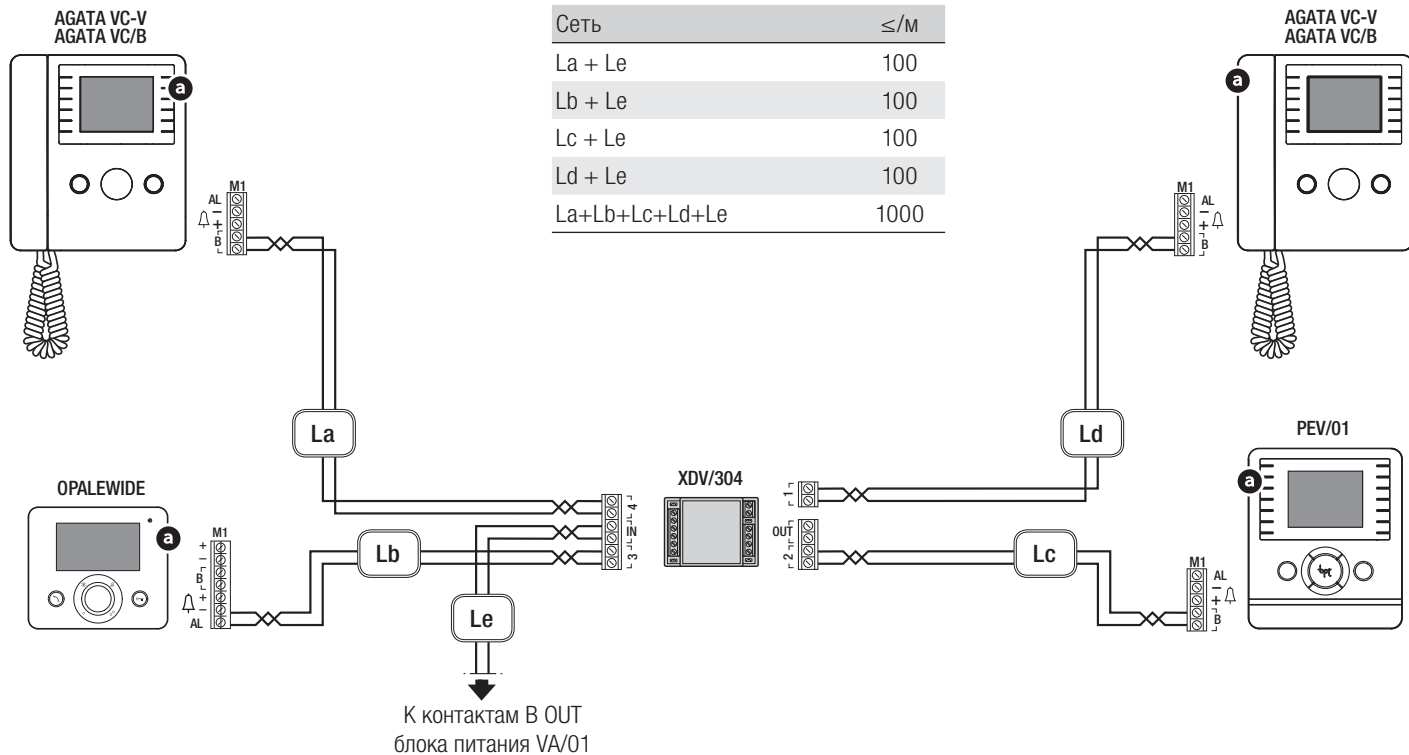 AGATA VC-V
AGATA VC/B
a
M1
AL
−
+
B
Сеть ≤/м
La + Le 100
Lb + Le 100
Lc + Le 100
Ld + Le 100
La+Lb+Lc+Ld+Le 1000
AGATA VC-V
AGATA VC/B
a
M1
AL
−
+
B
La
Ld
OPALEWIDE
a
M1
+
−
B
+
−
AL
Lb
Le
4
IN
3
XDV/304
1
OUT
2
Lc
PEV/01
a
M1
AL
−
+
B
К контактам B OUT
блока питания VA/01